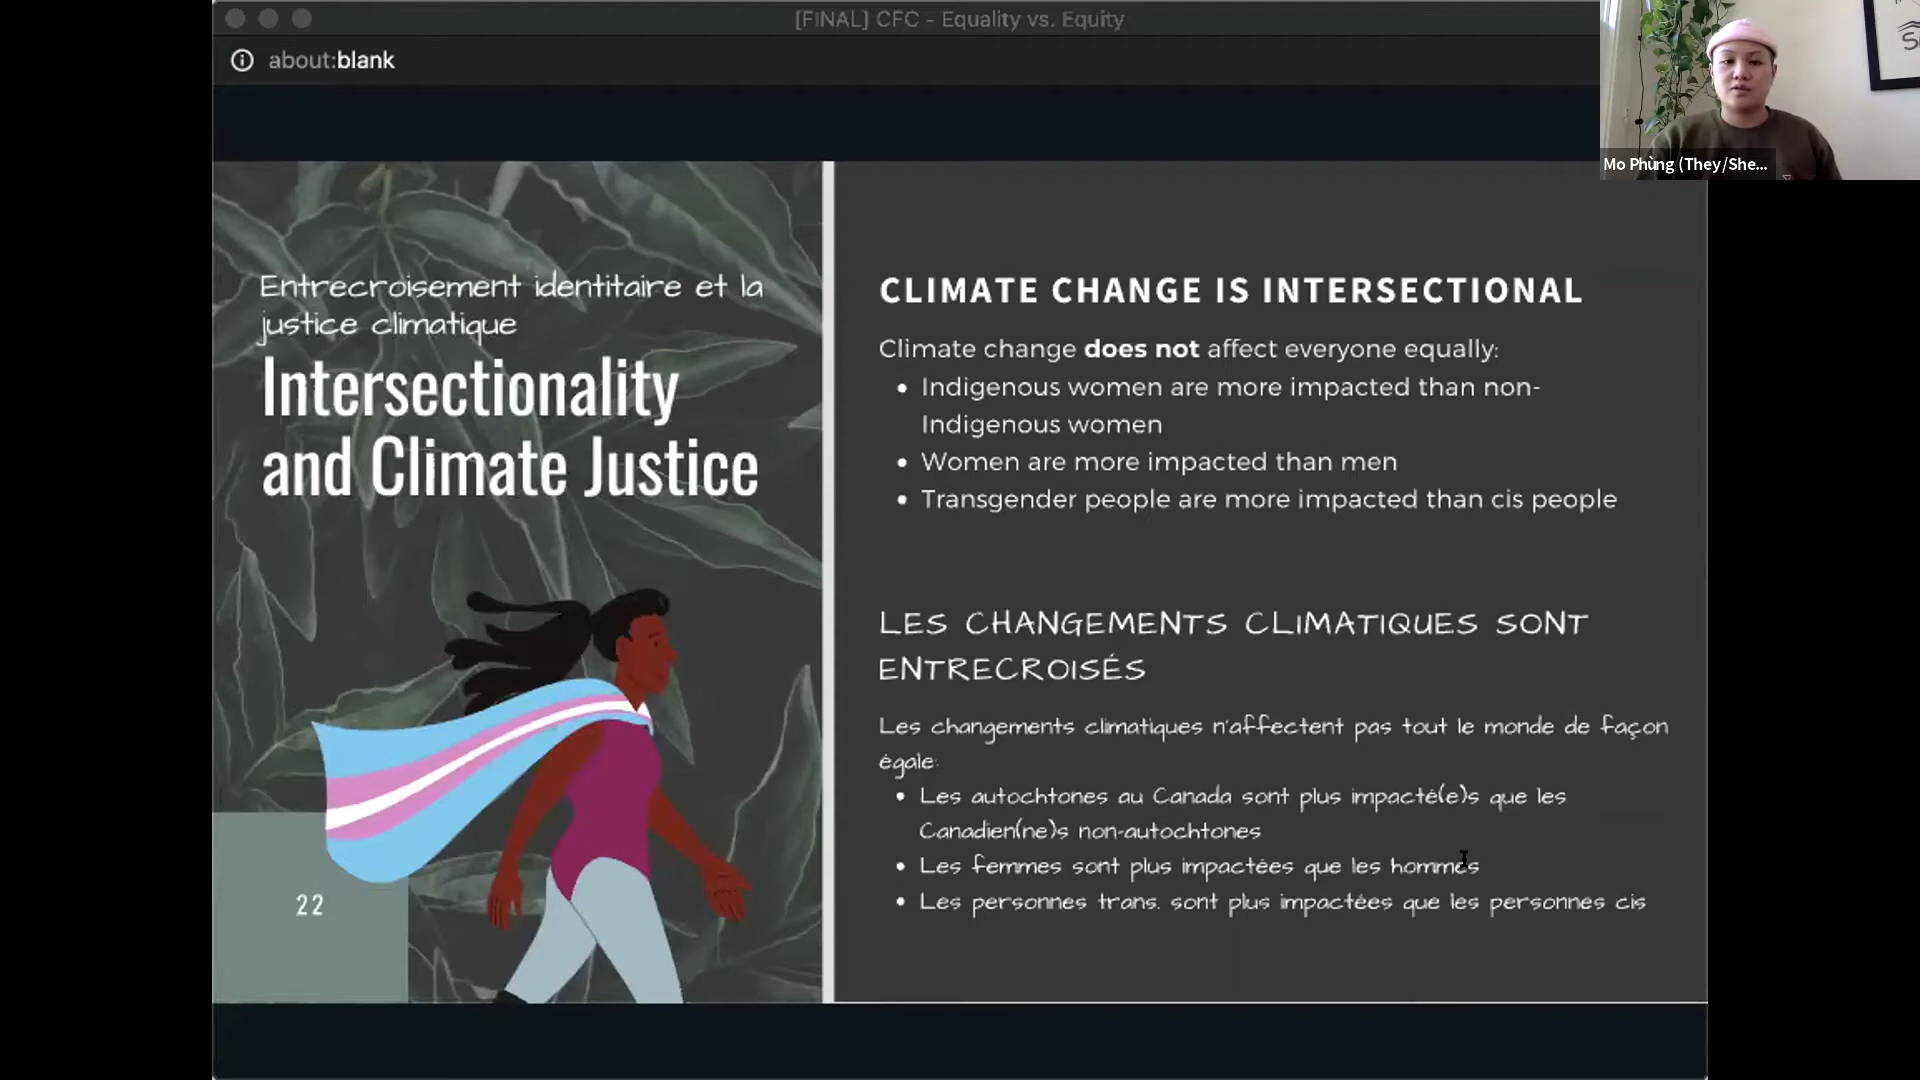 [FINAL] CFC - Equality vs. Equity
about:blank
Mo Phùng (They/She...
Entrecroisement identitaire et la
justice climatique
Intersectionality
and Climate Justice
22
CLIMATE CHANGE IS INTERSECTIONAL
Climate change does not affect everyone equally:
• Indigenous women are more impacted than non-
Indigenous women
• Women are more impacted than men
• Transgender people are more impacted than cis people
LES CHANGEMENTS CLIMATIQUES SONT
ENTRECROISÉS
Les changements climatiques n'affectent pas tout le monde de façon
égale:
• Les autochtones au Canada sont plus impacté(e)s que les
Canadien(ne)s non-autochtones
• Les femmes sont plus impactées que les hommes
• Les personnes trans. sont plus impactées que les personnes cis